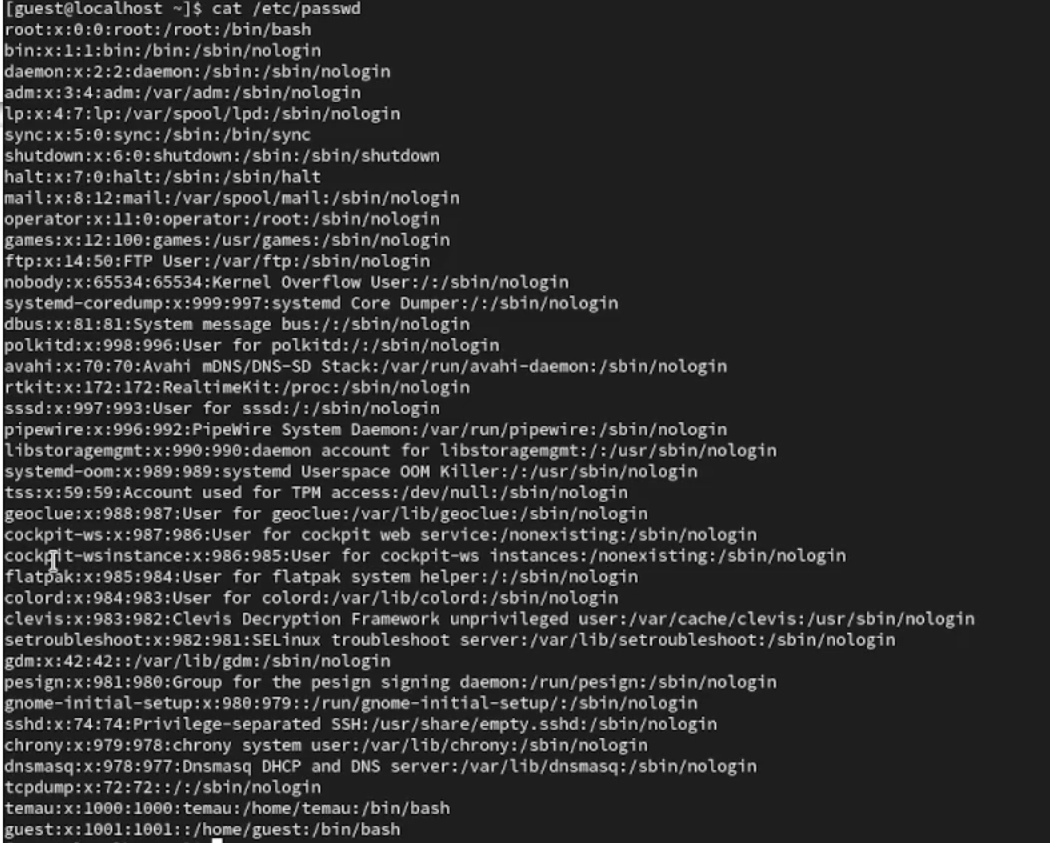 [guest@localhost ~]$ cat /etc/passwd
root:x:0:0:root:/root:/bin/bash
bin:x:1:1:bin:/bin:/sbin/nologin
daemon:x:2:2:daemon:/sbin:/sbin/nologin
adm:x:3:4:adm:/var/adm:/sbin/nologin
lp:x:4:7:lp:/var/spool/lpd:/sbin/nologin
sync:x:5:0:sync:/sbin:/bin/sync
shutdown:x:6:0:shutdown:/sbin:/sbin/shutdown
halt:x:7:0:halt:/sbin:/sbin/halt
mail:x:8:12:mail:/var/spool/mail:/sbin/nologin
operator:x:11:0:operator:/root:/sbin/nologin
games:x:12:100:games:/usr/games:/sbin/nologin
ftp:x:14:50:FTP User:/var/ftp:/sbin/nologin
nobody:x:65534:65534:Kernel Overflow User:/:/sbin/nologin
systemd-coredump:x:999:997:systemd Core Dumper:/:/sbin/nologin
dbus:x:81:81:System message bus:/:/sbin/nologin
polkitd:x:998:996:User for polkitd:/:/sbin/nologin
avahi:x:70:70:Avahi mDNS/DNS-SD Stack:/var/run/avahi-daemon:/sbin/nologin
rtkit:x:172:172:RealtimeKit:/proc:/sbin/nologin
sssd:x:997:993:User for sssd:/:/sbin/nologin
pipewire:x:996:992:PipeWire System Daemon:/var/run/pipewire:/sbin/nologin
libstoragemgmt:x:990:990:daemon account for libstoragemgmt:/:/usr/sbin/nologin
systemd-oom:x:989:989:systemd Userspace OOM Killer:/:/usr/sbin/nologin
tss:x:59:59:Account used for TPM access:/dev/null:/sbin/nologin
geoclue:x:988:987:User for geoclue:/var/lib/geoclue:/sbin/nologin
cockpit-ws:x:987:986:User for cockpit web service:/nonexisting:/sbin/nologin
cockpit-wsinstance:x:986:985:User for cockpit-ws instances:/nonexisting:/sbin/nologin
flatpak:x:985:984:User for flatpak system helper:/:/sbin/nologin
colord:x:984:983:User for colord:/var/lib/colord:/sbin/nologin
clevis:x:983:982:Clevis Decryption Framework unprivileged user:/var/cache/clevis:/usr/sbin/nologin
setroubleshoot:x:982:981:SELinux troubleshoot server:/var/lib/setroubleshoot:/sbin/nologin
gdm:x:42:42::/var/lib/gdm:/sbin/nologin
pesign:x:981:980:Group for the pesign signing daemon:/run/pesign:/sbin/nologin
gnome-initial-setup:x:980:979::/run/gnome-initial-setup/:/sbin/nologin
sshd:x:74:74:Privilege-separated SSH:/usr/share/empty.sshd:/sbin/nologin
chrony:x:979:978:chrony system user:/var/lib/chrony:/sbin/nologin
dnsmasq:x:978:977:Dnsmasq DHCP and DNS server:/var/lib/dnsmasq:/sbin/nologin
tcpdump:x:72:72::/:/sbin/nologin
temau:x:1000:1000:temau:/home/temau:/bin/bash
guest:x:1001:1001::/home/guest:/bin/bash